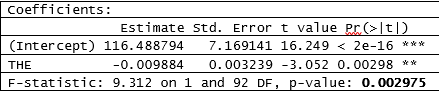 Coefficients:
Estimate Std. Error t value Pr(>|t|)
(Intercept) 116.488794 7.169141 16.249 < 2e-16 ***
THE -0.009884 0.003239 -3.052 0.00298 **
F-statistic: 9.312 on 1 and 92 DF, p-value: 0.002975